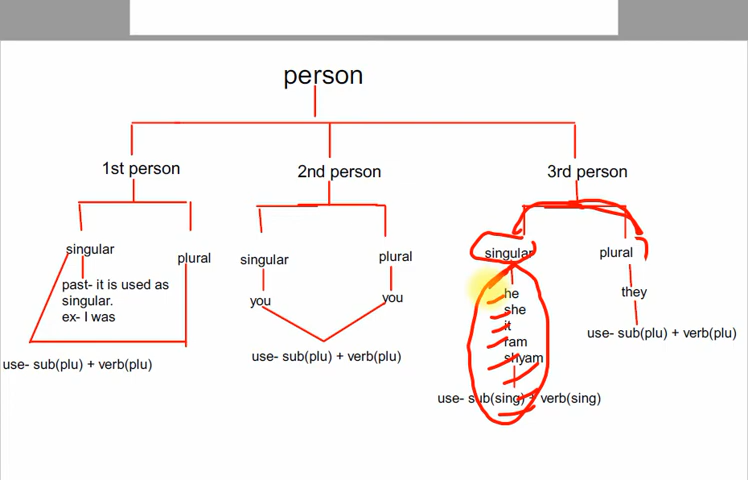 person
1st person
2nd person
3rd person
singular
plural
singular
plural
singular
plural
past- it is used as
singular.
ex- I was
you
you
he
she
it
ram
shyam
they
use- sub(plu) + verb(plu)
use- sub(plu) + verb(plu)
use- sub(sing) + verb(sing)
use- sub(plu) + verb(plu)